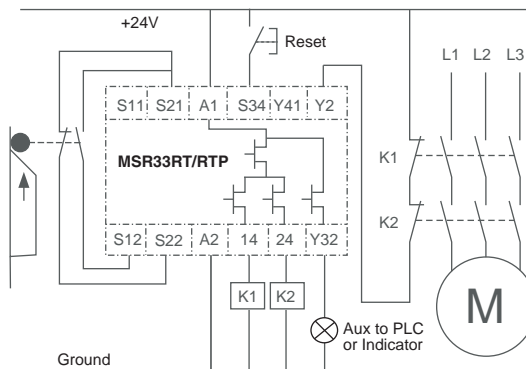 +24V
Reset
L1 L2 L3
S11 S21 A1 S34 Y41 Y2
MSR33RT/RTP
K1
K2
S12 S22 A2 14 24 Y32
K1 K2
M
Aux to PLC
or Indicator
Ground